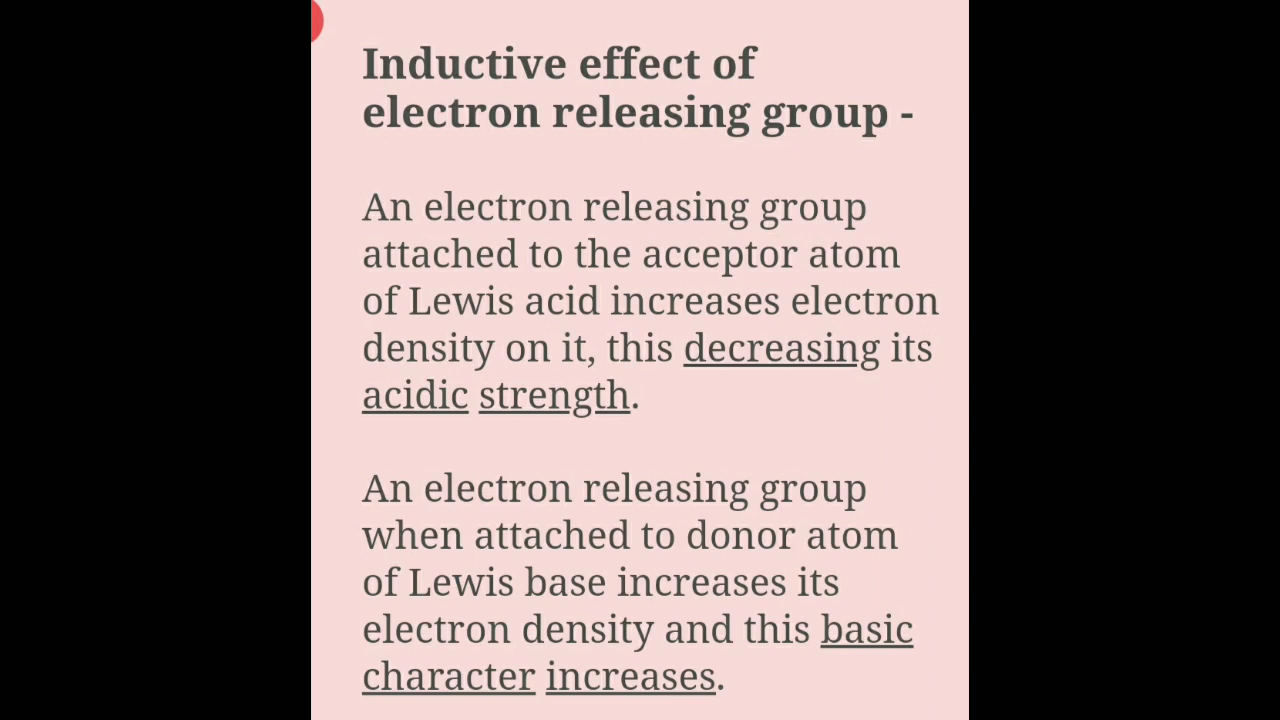 Inductive effect of
electron releasing group -
An electron releasing group
attached to the acceptor atom
of Lewis acid increases electron
density on it, this decreasing its
acidic strength.
An electron releasing group
when attached to donor atom
of Lewis base increases its
electron density and this basic
character increases.